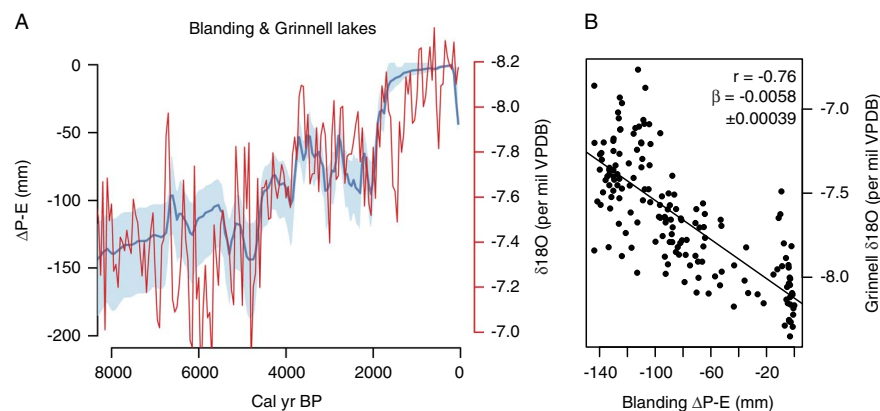 A
Blanding & Grinnell lakes
0
-50
-100
-150
-200
ΔP-E (mm)
8000
6000
4000
2000
0
Cal yr BP
-8.2
-8.0
-7.8
-7.6
-7.4
-7.2
-7.0
δ18O (per mil VPDB)
B
r = -0.76
β = -0.0058
±0.00039
-7.0
-7.5
-8.0
Grinnell δ18O (per mil VPDB)
-140
-100
-60
-20
Blanding ΔP-E (mm)